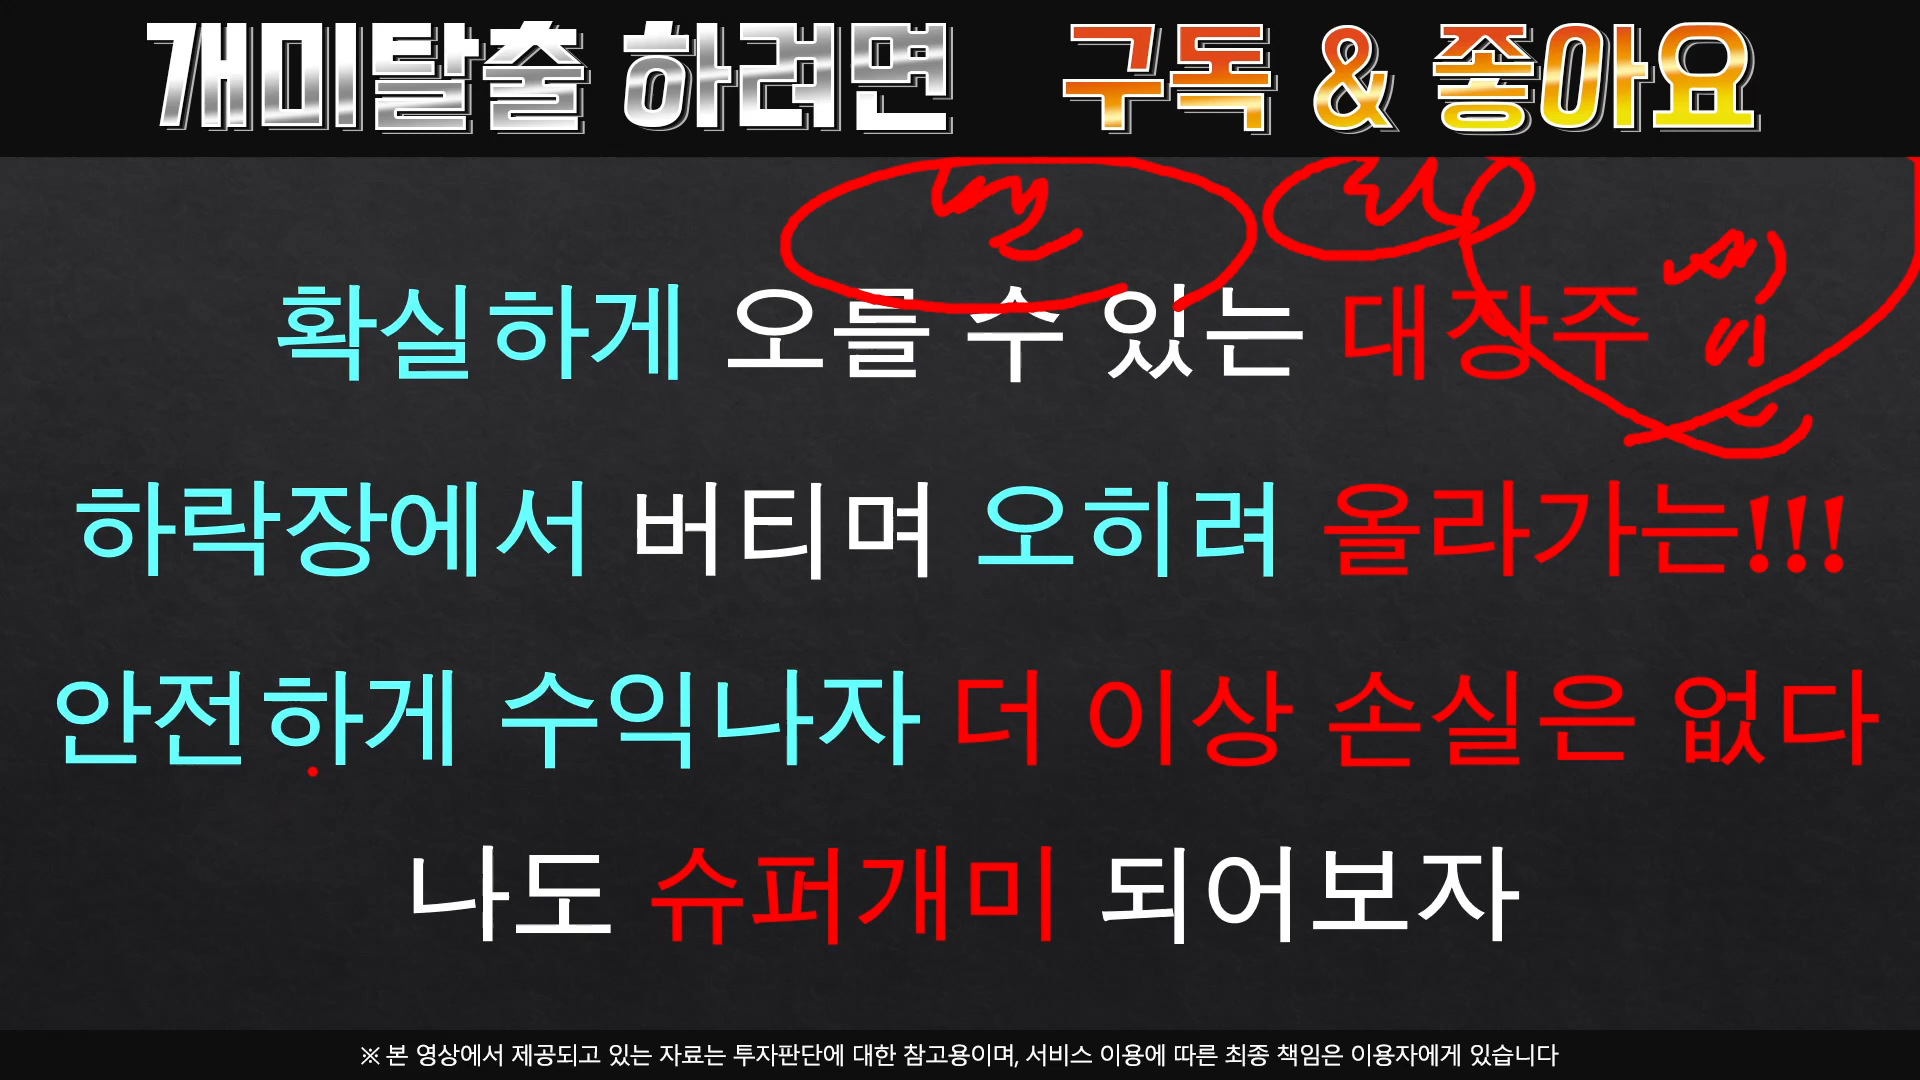 개미탈출 하려면 구독 & 좋아요
확실하게 오를 수 있는 대장주
하락장에서 버티며 오히려 올라가는!!!
안전하게 수익나자 더 이상 손실은 없다
나도 슈퍼개미 되어보자
※ 본 영상에서 제공되고 있는 자료는 투자판단에 대한 참고용이며, 서비스 이용에 따른 최종 책임은 이용자에게 있습니다